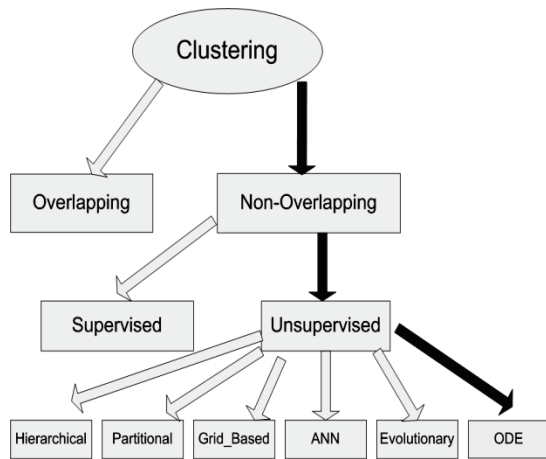 Clustering
Overlapping
Non-Overlapping
Supervised
Unsupervised
Hierarchical
Partitional
Grid_Based
ANN
Evolutionary
ODE